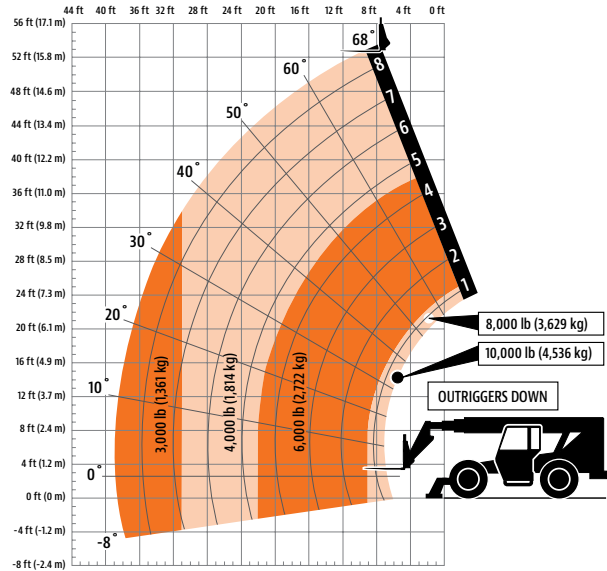 44 ft 40 ft 36 ft 32 ft 28 ft 24 ft 20 ft 16 ft 12 ft 8 ft 4 ft 0 ft
56 ft (17.1 m)
52 ft (15.8 m)
48 ft (14.6 m)
44 ft (13.4 m)
40 ft (12.2 m)
36 ft (11.0 m)
32 ft (9.8 m)
28 ft (8.5 m)
24 ft (7.3 m)
20 ft (6.1 m)
16 ft (4.9 m)
12 ft (3.7 m)
8 ft (2.4 m)
4 ft (1.2 m)
0 ft (0 m)
-4 ft (-1.2 m)
-8 ft (-2.4 m)
68°
60°
50°
40°
30°
20°
10°
0°
-8°
8
7
6
5
4
3
2
1
3,000 lb (1,361 kg)
4,000 lb (1,814 kg)
6,000 lb (2,722 kg)
8,000 lb (3,629 kg)
10,000 lb (4,536 kg)
OUTRIGGERS DOWN